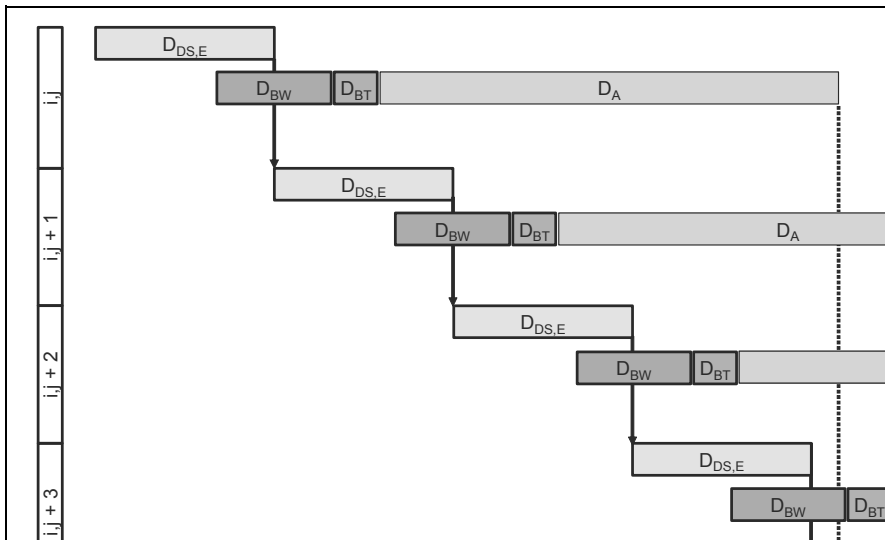 i,j
D_DS,E
D_BW D_BT D_A
i,j + 1
D_DS,E
D_BW D_BT D_A
i,j + 2
D_DS,E
D_BW D_BT
i,j + 3
D_DS,E
D_BW D_BT